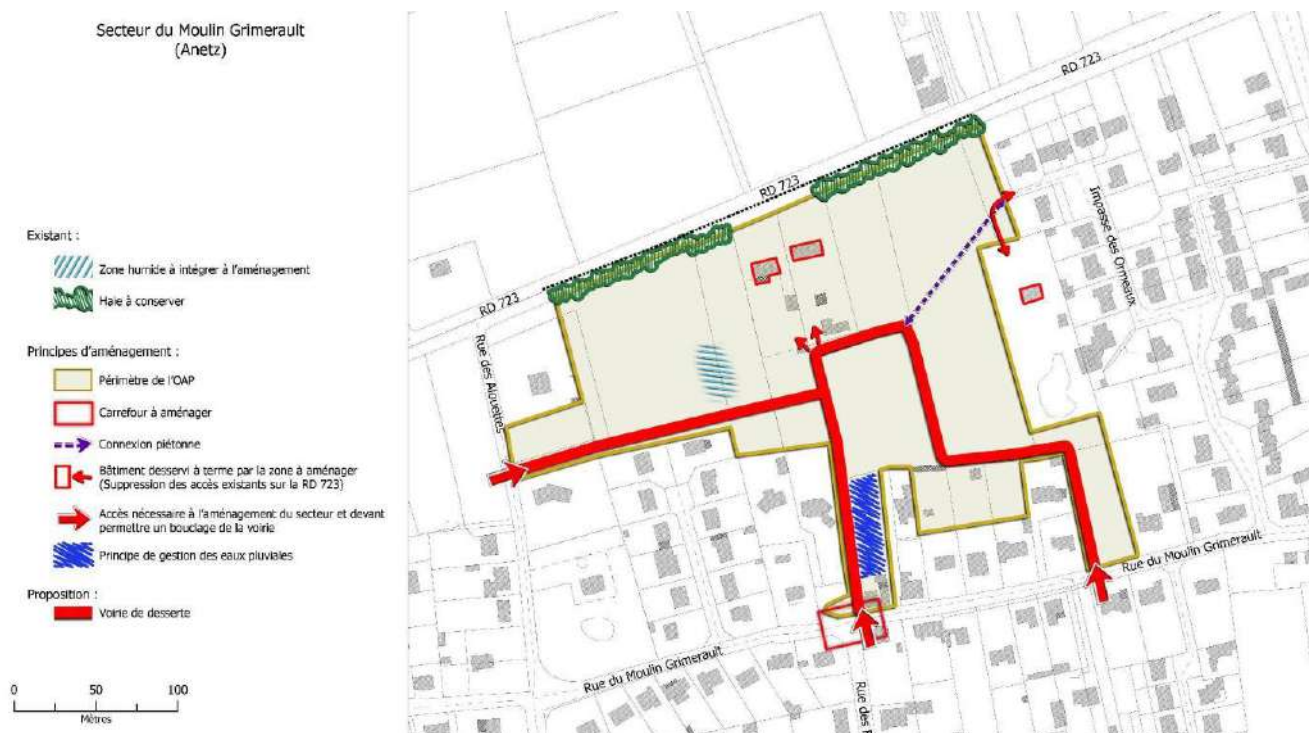 Secteur du Moulin Grimerault
(Anetz)
Existant :
Zone humide à intégrer à l'aménagement
Haie à conserver
Principes d'aménagement :
Périmètre de l'OAP
Carrefour à aménager
Connexion piétonne
Bâtiment desservi à terme par la zone à aménager
(Suppression des accès existants sur la RD 723)
Accès nécessaire à l'aménagement du secteur et devant
permettre un bouclage de la voirie
Principe de gestion des eaux pluviales
Proposition :
Voirie de desserte
0 50 100
Mètres
RD 723
RD 723
RD 723
Rue des Alouettes
Impasse des Ormeaux
Rue du Moulin Grimerault
Rue du Moulin Grimerault
Rue des